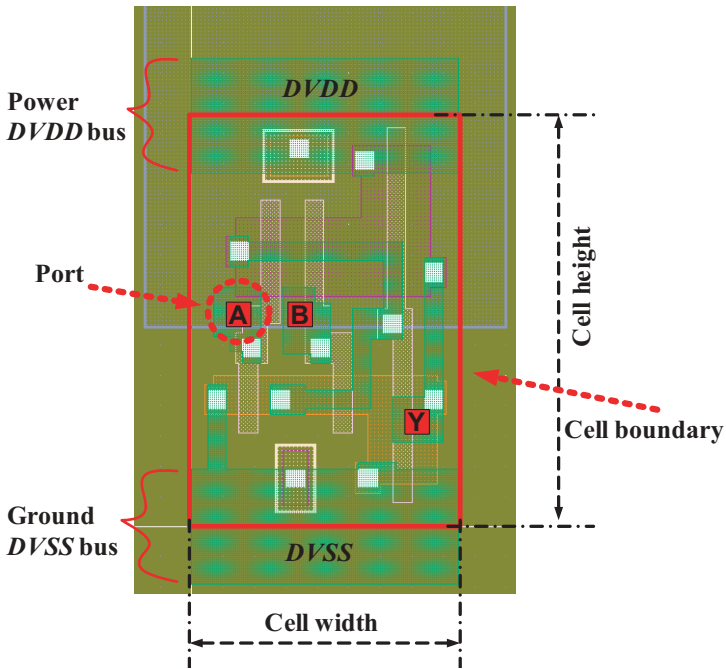 DVDD
Power
DVDD bus
Port
A
B
Cell height
Y
Cell boundary
Ground
DVSS bus
DVSS
Cell width